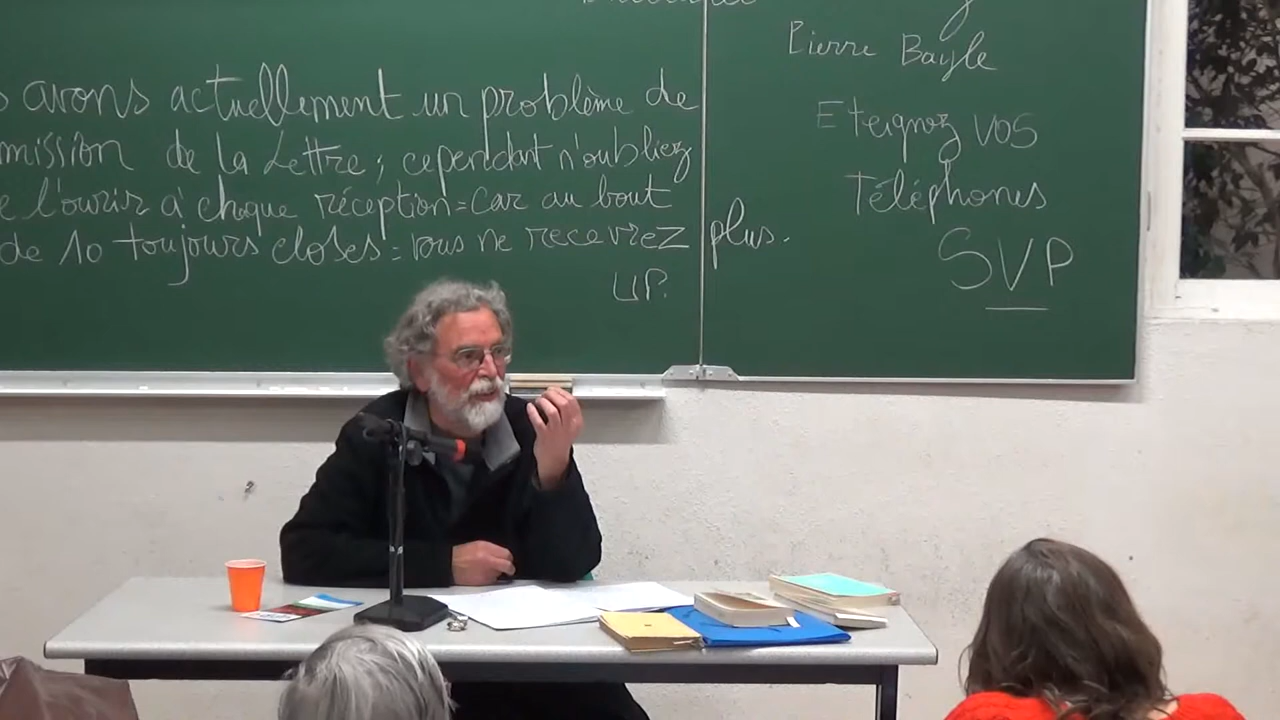 s avons actuellement un problème de
mission de la Lettre ; cependant n'oubliez
e l'ouvrir à chaque réception = car au bout
de 10 toujours closes = vous ne recevrez plus.
UP.
Pierre Bayle
Eteignez vos
Téléphones
SVP